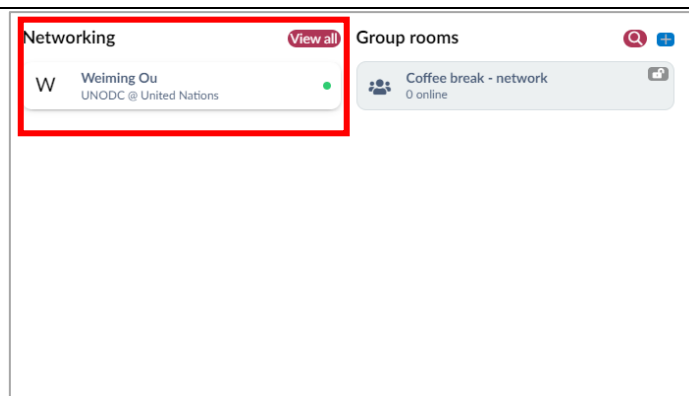 Networking
View all
W
Weiming Ou
UNODC @ United Nations
Group rooms
Coffee break - network
0 online